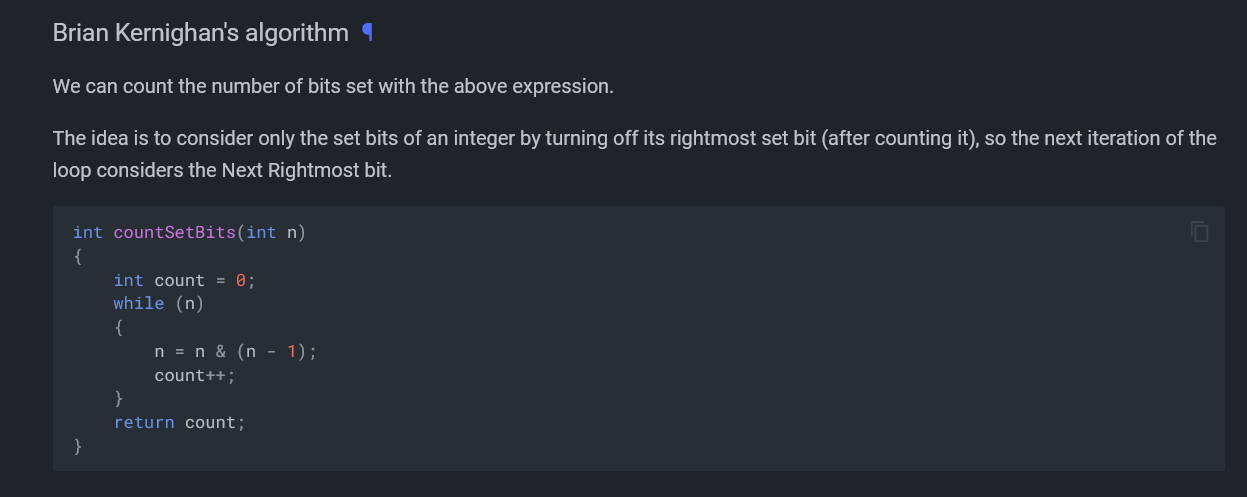 Brian Kernighan's algorithm ¶
We can count the number of bits set with the above expression.
The idea is to consider only the set bits of an integer by turning off its rightmost set bit (after counting it), so the next iteration of the
loop considers the Next Rightmost bit.
int countSetBits(int n)
{
    int count = 0;
    while (n)
    {
        n = n & (n - 1);
        count++;
    }
    return count;
}